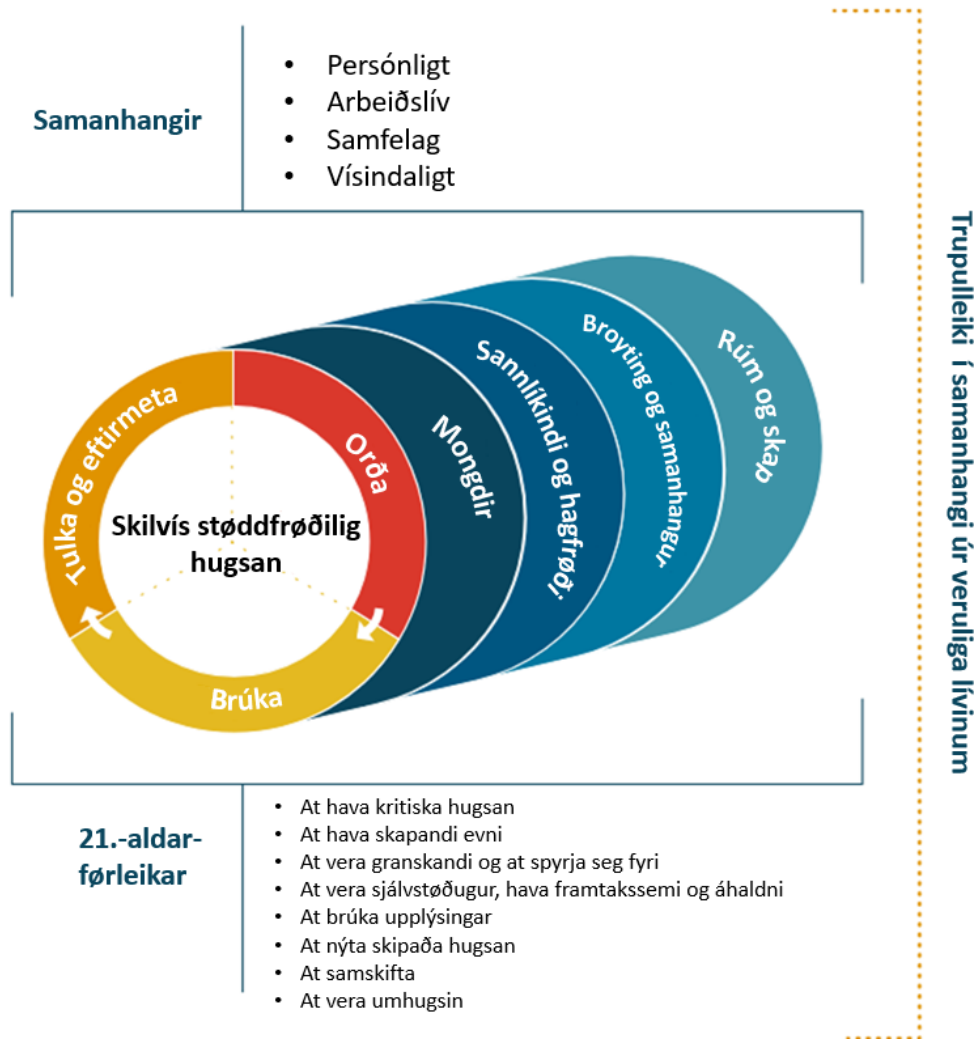 Samanhangir
• Persónligt
• Arbeiðslív
• Samfelag
• Vísindaligt
Trupulleiki í samanhangi úr veruliga lívinum
Tulka og eftirmeta
Orða
Brúka
Skilvís støddfrøðilig
hugsan
Mongdir
Sannlíkindi og hagfrøði
Broyting og samanhangur
Rúm og skap
21.-aldar-
førleikar
• At hava kritiska hugsan
• At hava skapandi evni
• At vera granskandi og at spyrja seg fyri
• At vera sjálvstøðugur, hava framtakssemi og áhaldni
• At brúka upplýsingar
• At nýta skipaða hugsan
• At samskifta
• At vera umhugsin